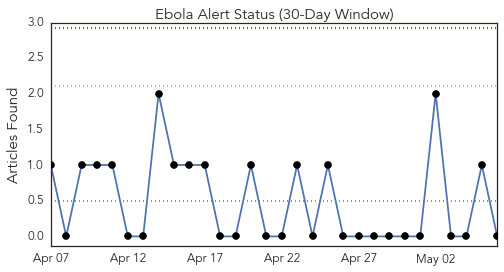 Ebola Alert Status (30-Day Window)
3.0
2.5
2.0
1.5
1.0
0.5
0.0
Articles Found
Apr 07 Apr 12 Apr 17 Apr 22 Apr 27 May 02